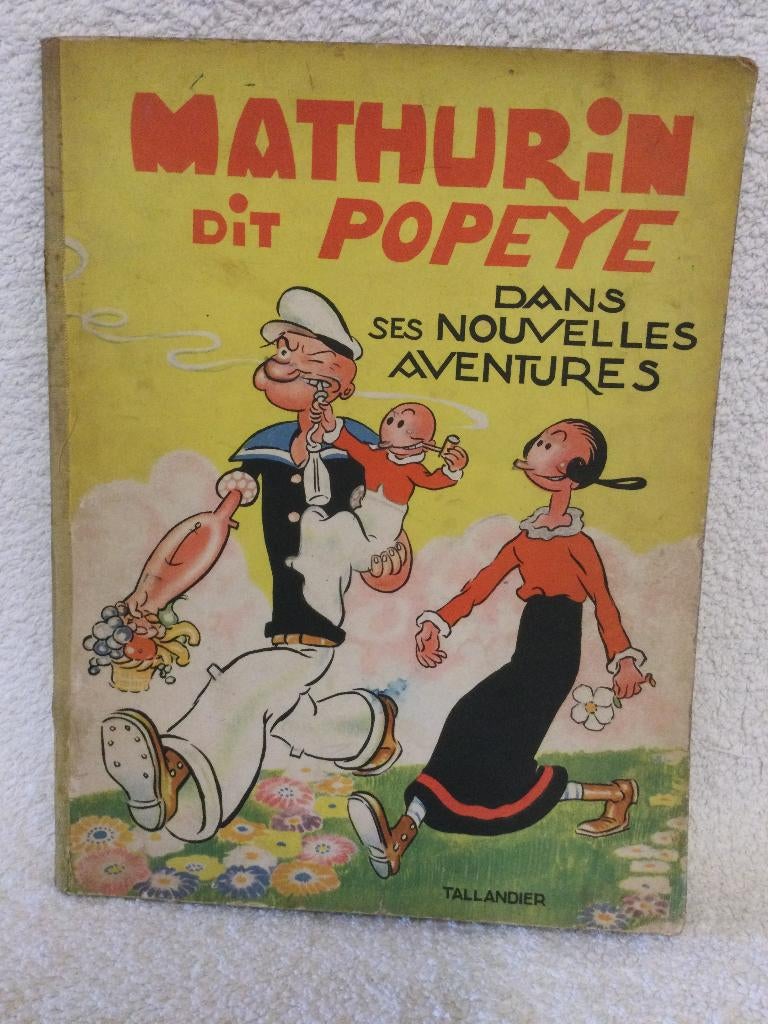 MATHURiN
DiT POPEYE
DANS
SES NOUVELLES
AVENTURES
TALLANDIER